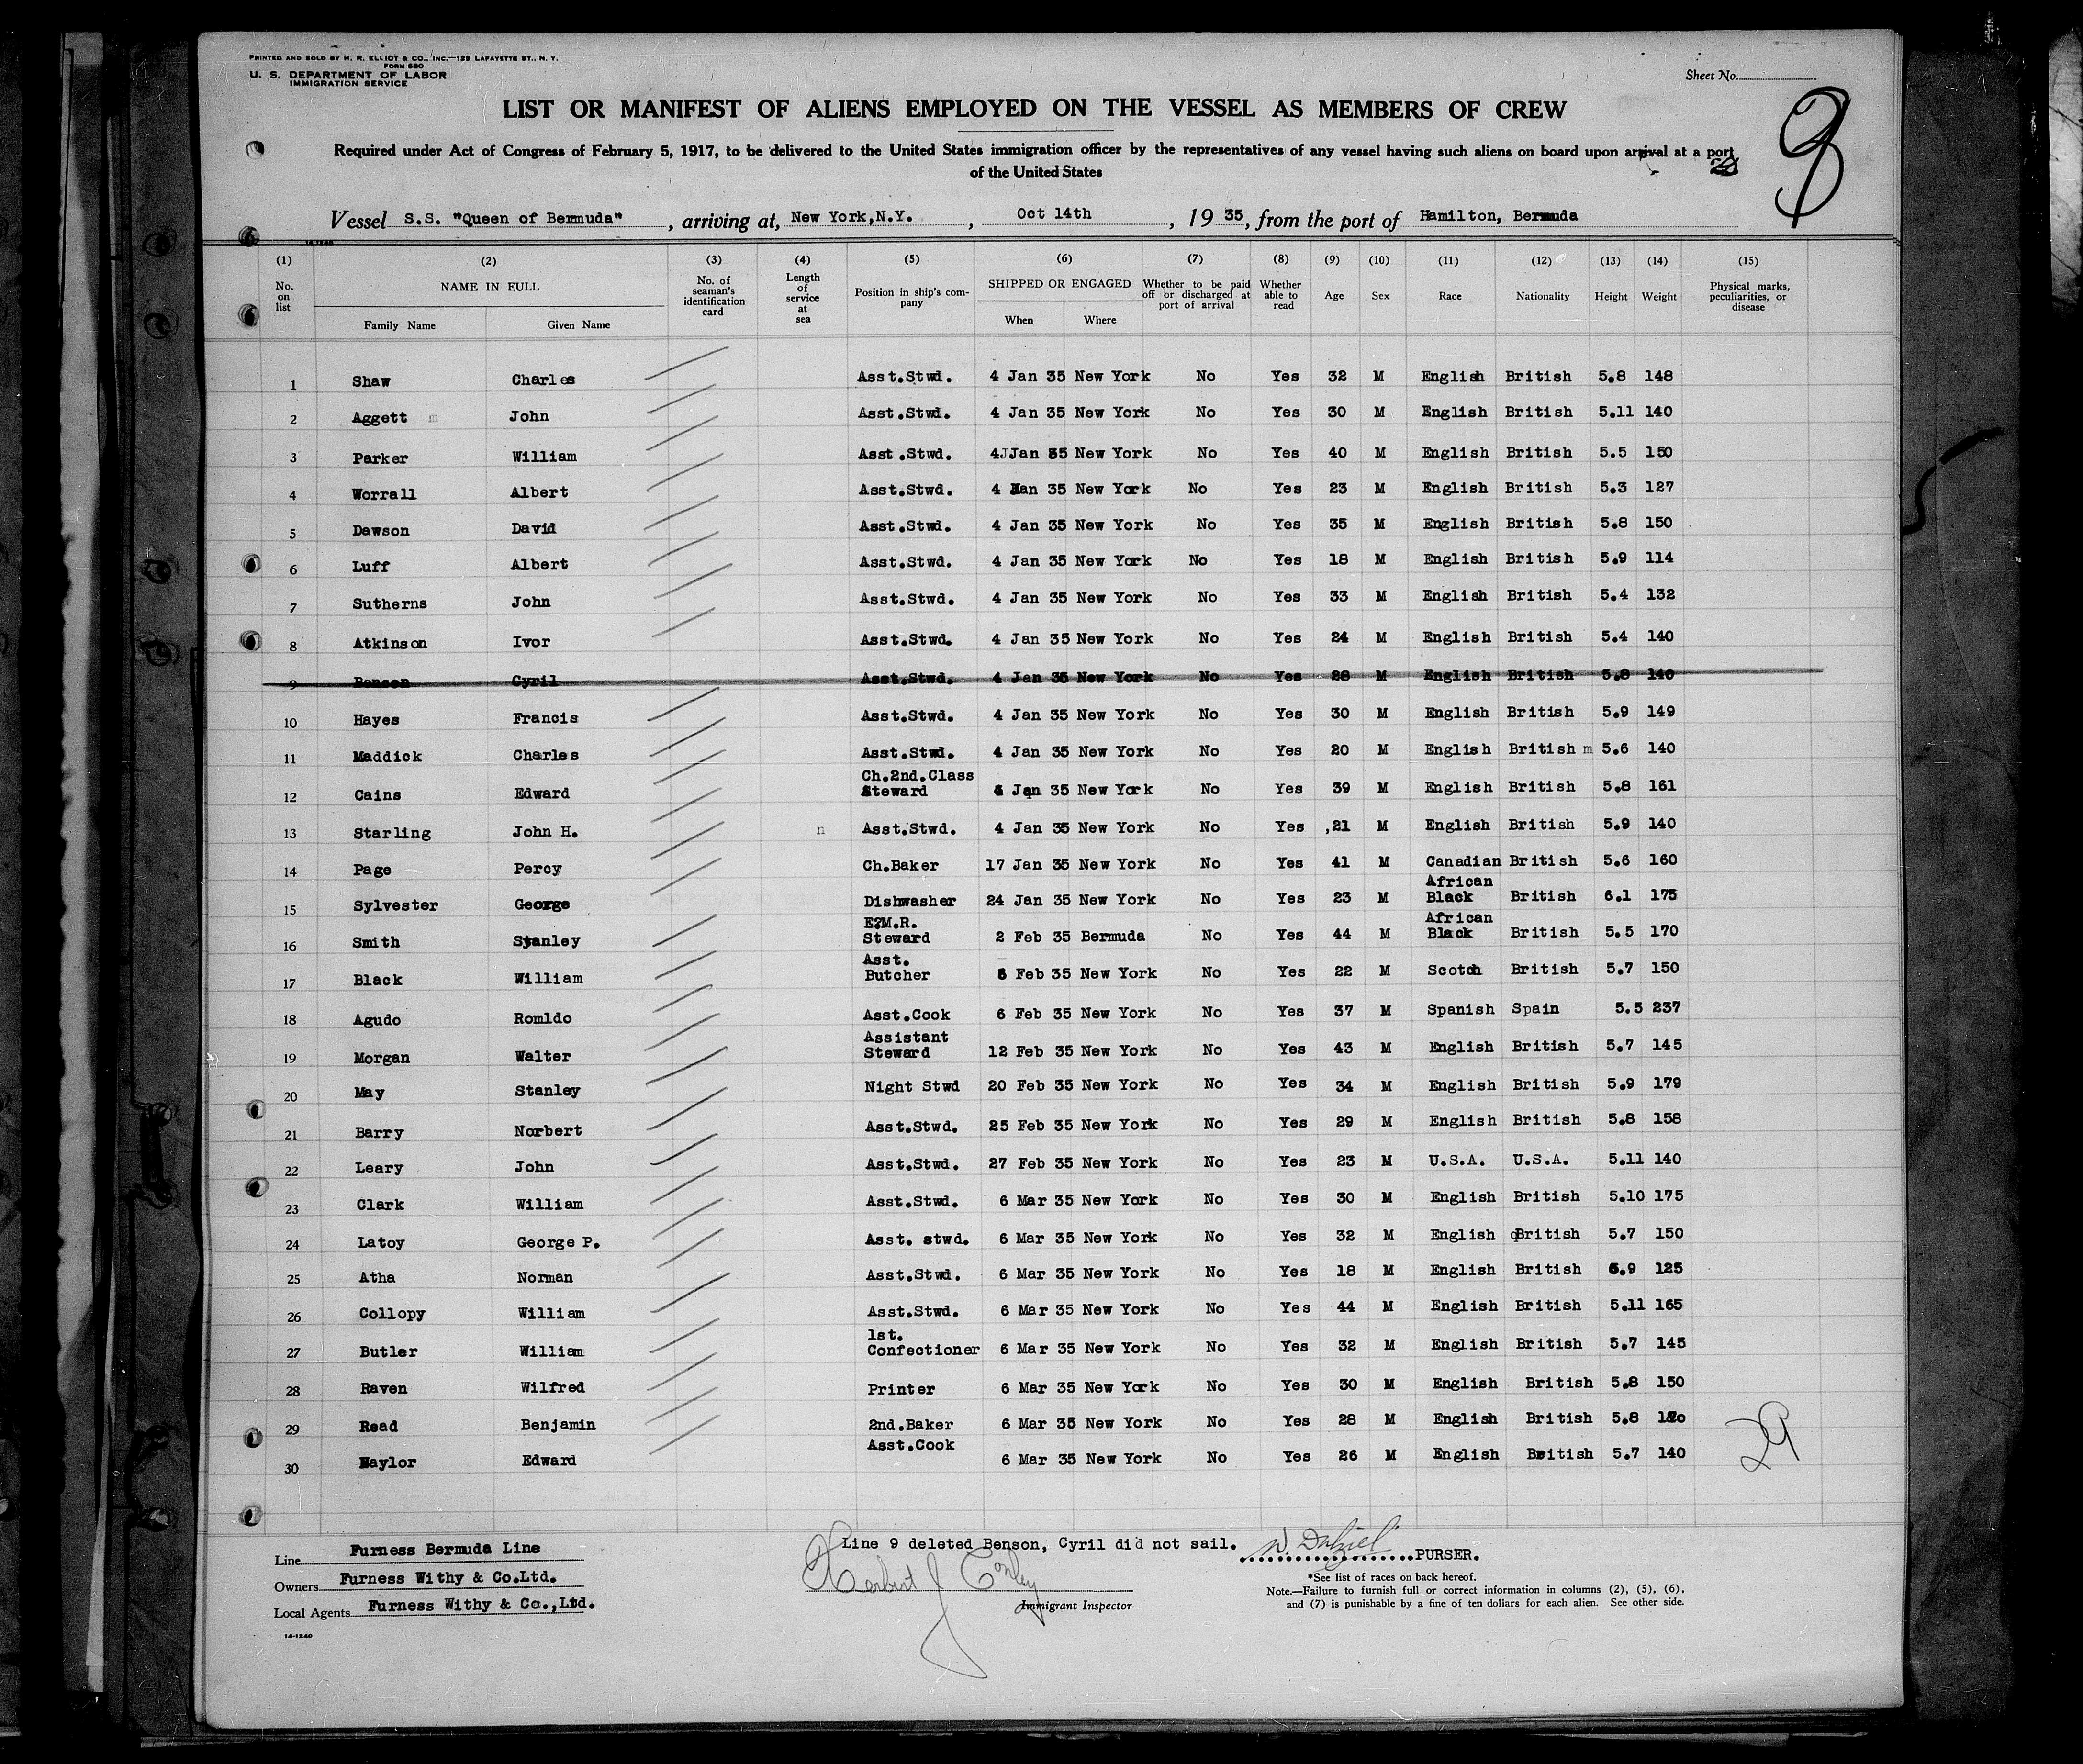 PRINTED AND SOLD BY H. R. ELLIOT & CO., INC.—129 LAFAYETTE ST., N. Y.
FORM 680
U. S. DEPARTMENT OF LABOR
IMMIGRATION SERVICE
Sheet No.
LIST OR MANIFEST OF ALIENS EMPLOYED ON THE VESSEL AS MEMBERS OF CREW
Required under Act of Congress of February 5, 1917, to be delivered to the United States immigration officer by the representatives of any vessel having such aliens on board upon arrival at a port
of the United States
Vessel S.S. "Queen of Bermuda", arriving at, New York,N.Y., Oct 14th, 1935, from the port of Hamilton, Bermuda
14-1240
(1) (2) (3) (4) (5) (6) (7) (8) (9) (10) (11) (12) (13) (14) (15)
No. on list NAME IN FULL Family Name Given Name No. of seaman's identification card Length of service at sea Position in ship's company SHIPPED OR ENGAGED When Where Whether to be paid off or discharged at port of arrival Whether able to read Age Sex Race Nationality Height Weight Physical marks, peculiarities, or disease
1 Shaw Charles Asst.Stwd. 4 Jan 35 New York No Yes 32 M English British 5.8 148
2 Aggett m John Asst.Stwd. 4 Jan 35 New York No Yes 30 M English British 5.11 140
3 Parker William Asst.Stwd. 4JJan 35 New York No Yes 40 M English British 5.5 150
4 Worrall Albert Asst.Stwd. 4 Jan 35 New York No Yes 23 M English British 5.3 127
5 Dawson David Asst.Stwd. 4 Jan 35 New York No Yes 35 M English British 5.8 150
6 Luff Albert Asst.Stwd. 4 Jan 35 New York No Yes 18 M English British 5.9 114
7 Sutherns John Asst.Stwd. 4 Jan 35 New York No Yes 33 M English British 5.4 132
8 Atkinson Ivor Asst.Stwd. 4 Jan 35 New York No Yes 24 M English British 5.4 140
9 Benson Cyril Asst.Stwd. 4 Jan 35 New York No Yes 28 M English British 5.8 140
10 Hayes Francis Asst.Stwd. 4 Jan 35 New York No Yes 30 M English British 5.9 149
11 Maddick Charles Asst.Stwd. 4 Jan 35 New York No Yes 20 M English British m 5.6 140
12 Cains Edward Ch.2nd.Class Steward Jan 35 New York No Yes 39 M English British 5.8 161
13 Starling John H. n Asst.Stwd. 4 Jan 35 New York No Yes ,21 M English British 5.9 140
14 Page Percy Ch.Baker 17 Jan 35 New York No Yes 41 M Canadian British 5.6 160
15 Sylvester George Dishwasher 24 Jan 35 New York No Yes 23 M African Black British 6.1 175
16 Smith Stanley E?M.R. Steward 2 Feb 35 Bermuda No Yes 44 M African Black British 5.5 170
17 Black William Asst. Butcher Feb 35 New York No Yes 22 M Scotch British 5.7 150
18 Agudo Romldo Asst.Cook 6 Feb 35 New York No Yes 37 M Spanish Spain 5.5 237
19 Morgan Walter Assistant Steward 12 Feb 35 New York No Yes 43 M English British 5.7 145
20 May Stanley Night Stwd 20 Feb 35 New York No Yes 34 M English British 5.9 179
21 Barry Norbert Asst.Stwd. 25 Feb 35 New York No Yes 29 M English British 5.8 158
22 Leary John Asst.Stwd. 27 Feb 35 New York No Yes 23 M U.S.A. U.S.A. 5.11 140
23 Clark William Asst.Stwd. 6 Mar 35 New York No Yes 30 M English British 5.10 175
24 Latoy George P. Asst. stwd. 6 Mar 35 New York No Yes 32 M English British 5.7 150
25 Atha Norman Asst.Stwd. 6 Mar 35 New York No Yes 18 M English British 5.9 125
26 Collopy William Asst.Stwd. 6 Mar 35 New York No Yes 44 M English British 5.11 165
27 Butler William 1st. Confectioner 6 Mar 35 New York No Yes 32 M English British 5.7 145
28 Raven Wilfred Printer 6 Mar 35 New York No Yes 30 M English British 5.8 150
29 Read Benjamin 2nd.Baker 6 Mar 35 New York No Yes 28 M English British 5.8
30 Naylor Edward Asst.Cook 6 Mar 35 New York No Yes 26 M English British 5.7 140
29
Line 9 deleted Benson, Cyril did not sail. W. Dalziel PURSER.
Line Furness Bermuda Line
Owners Furness Withy & Co.Ltd.
Local Agents Furness Withy & Co.,Ltd.
14-1240
Herbert J Conley
Immigrant Inspector
*See list of races on back hereof.
Note.—Failure to furnish full or correct information in columns (2), (5), (6),
and (7) is punishable by a fine of ten dollars for each alien. See other side.